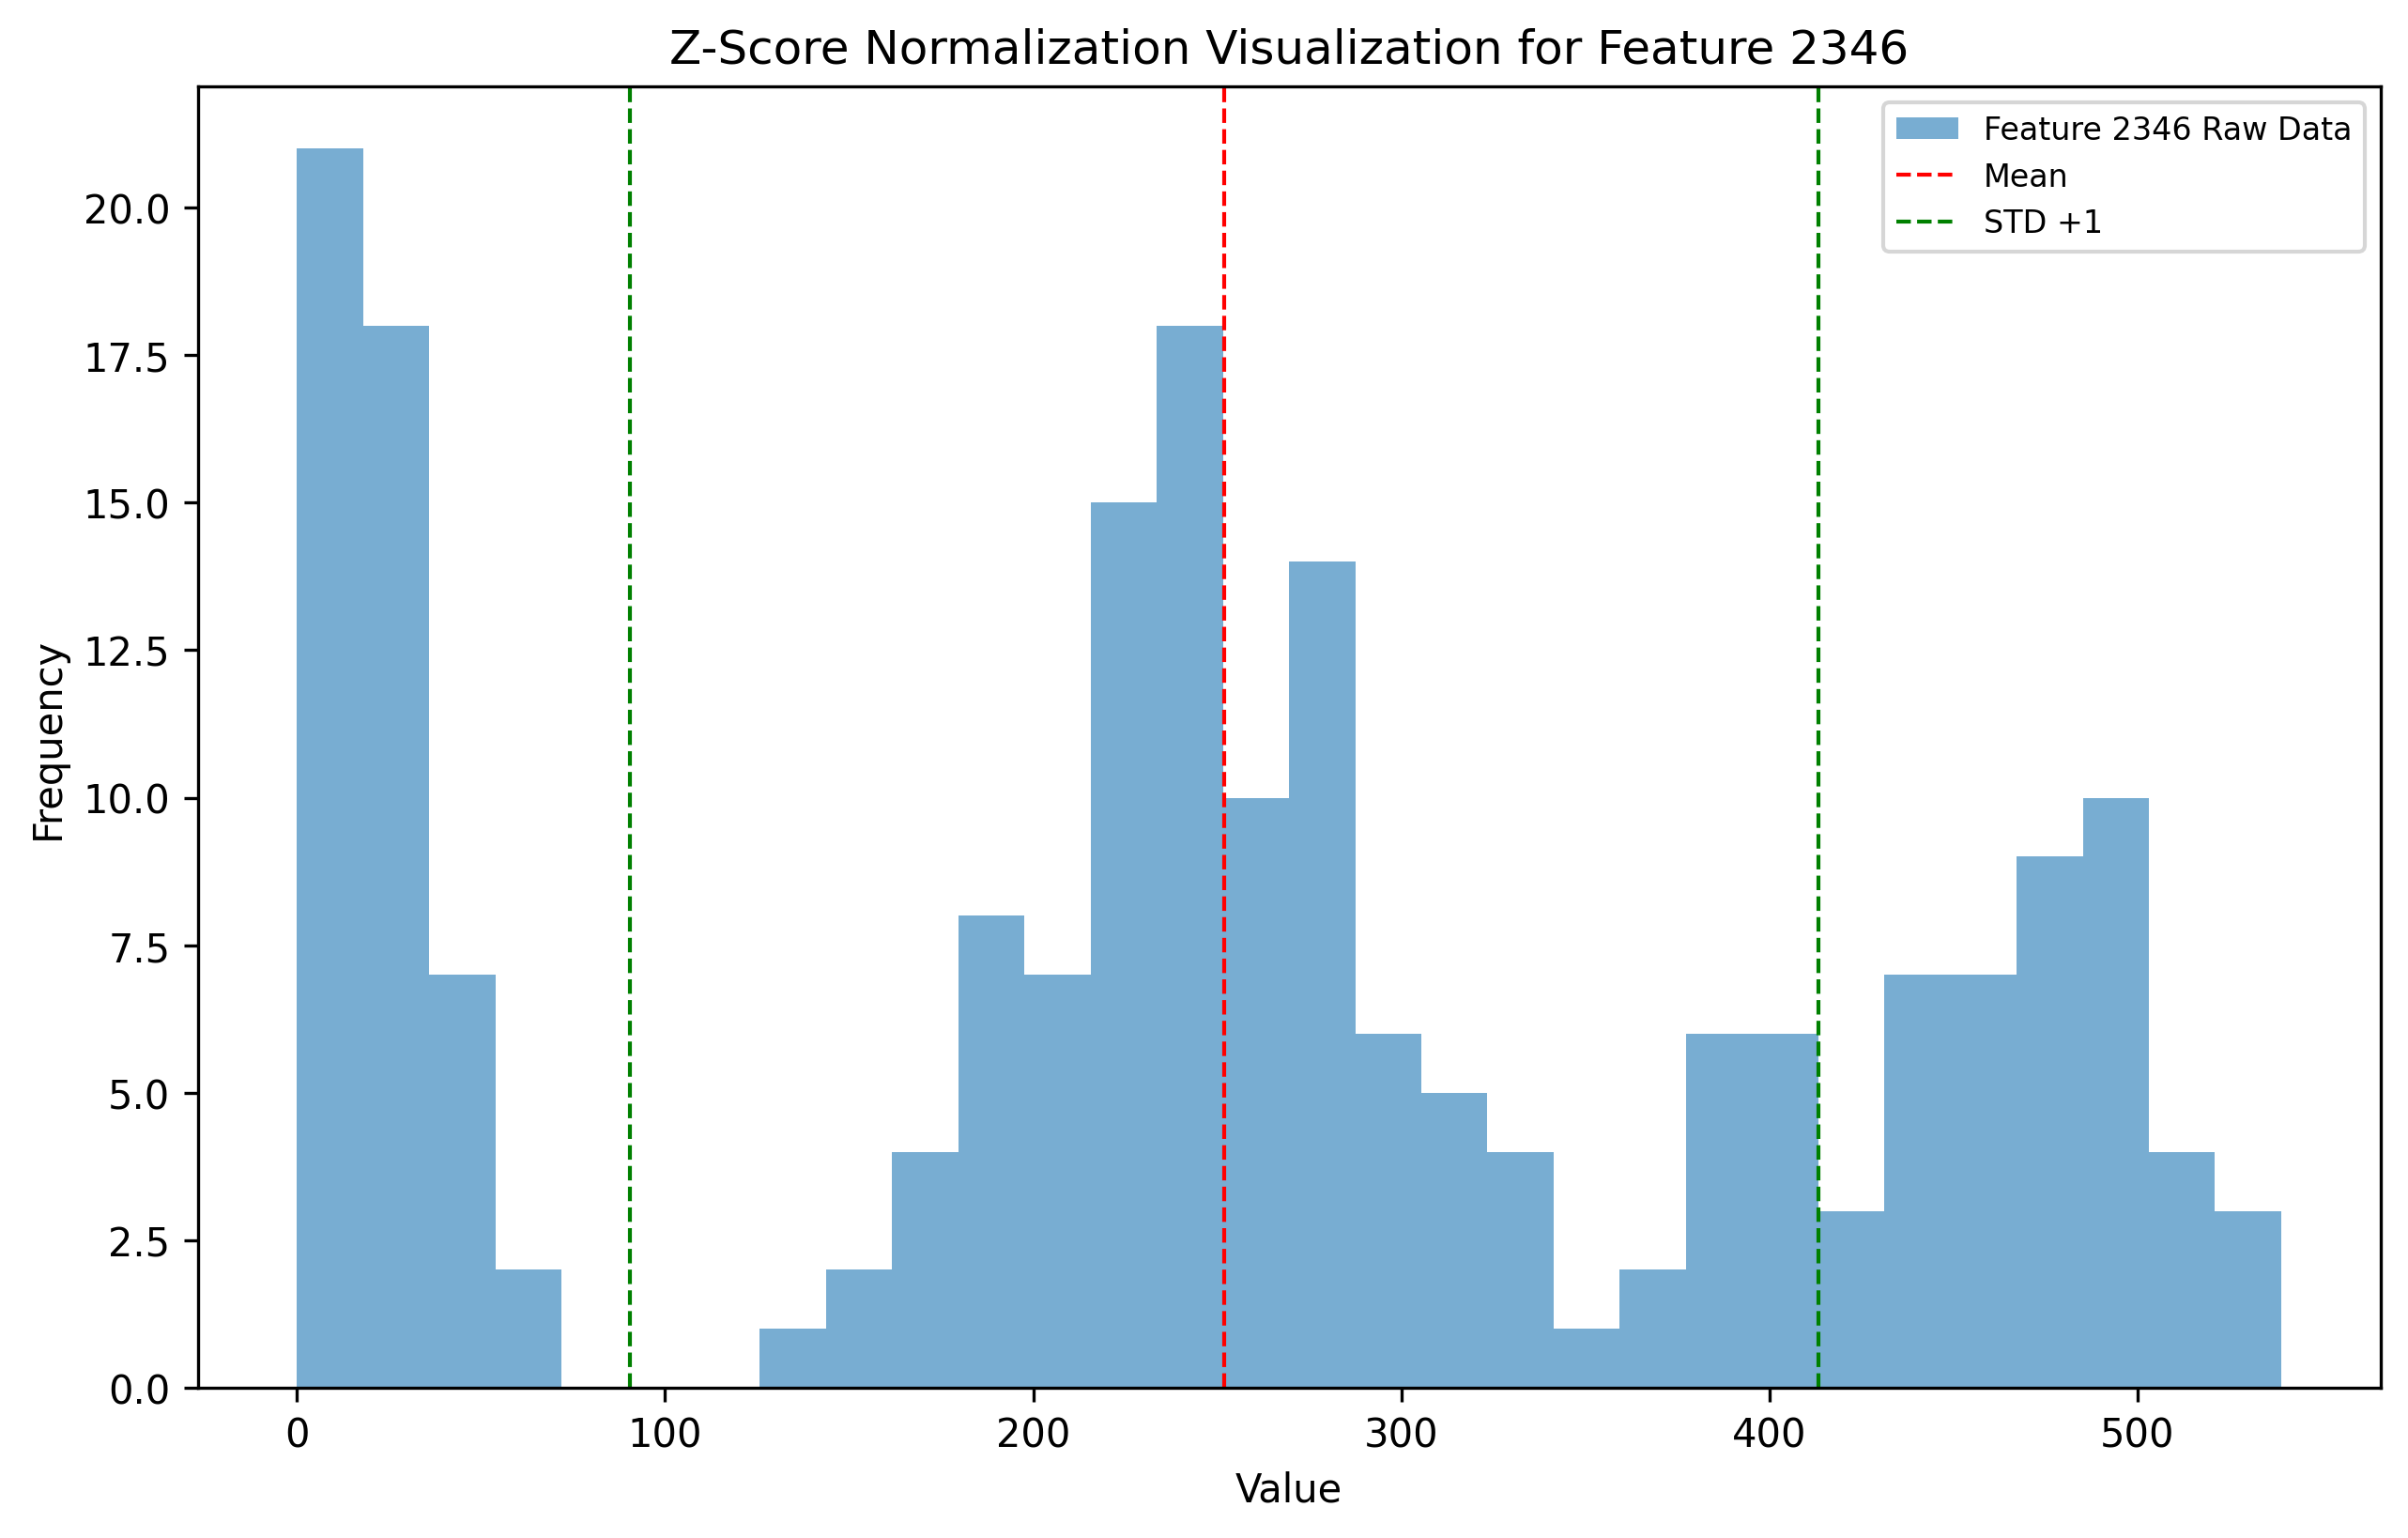 Z-Score Normalization Visualization for Feature 2346
Feature 2346 Raw Data
Mean
STD +1
20.0
17.5
15.0
12.5
10.0
7.5
5.0
2.5
0.0
Frequency
0 100 200 300 400 500
Value